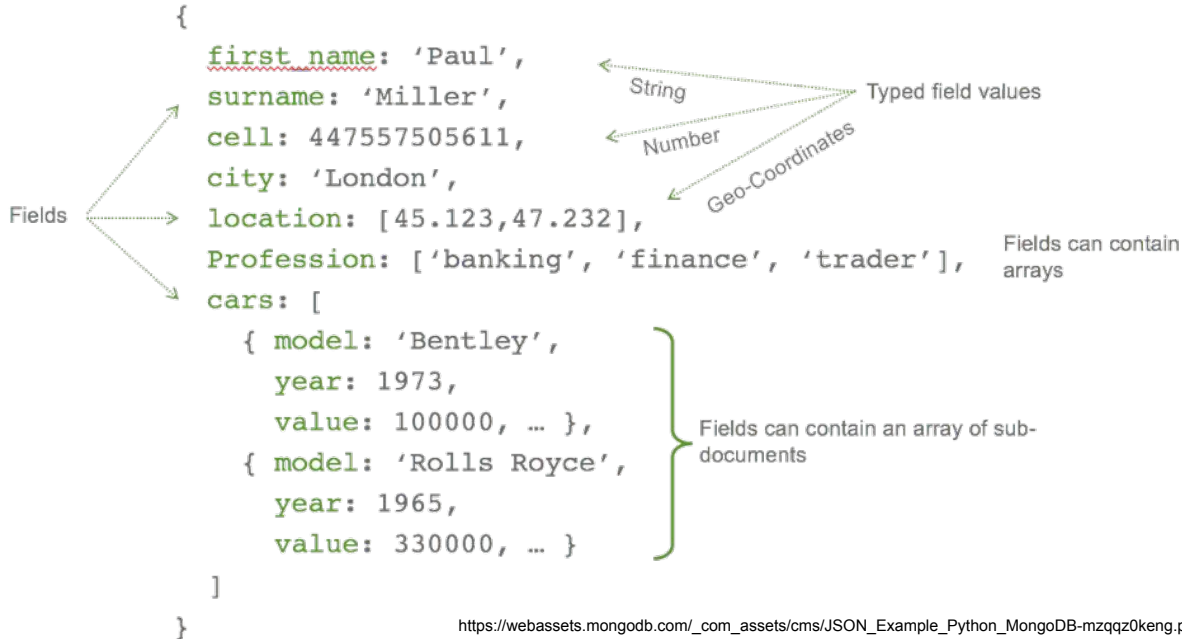 {
first_name: ‘Paul’,
surname: ‘Miller’,
cell: 447557505611,
city: ‘London’,
location: [45.123,47.232],
Profession: [‘banking’, ‘finance’, ‘trader’],
cars: [
{ model: ‘Bentley’,
year: 1973,
value: 100000, … },
{ model: ‘Rolls Royce’,
year: 1965,
value: 330000, … }
]
}
Fields
String
Number
Geo-Coordinates
Typed field values
Fields can contain
arrays
Fields can contain an array of sub-
documents
https://webassets.mongodb.com/_com_assets/cms/JSON_Example_Python_MongoDB-mzqqz0keng.p